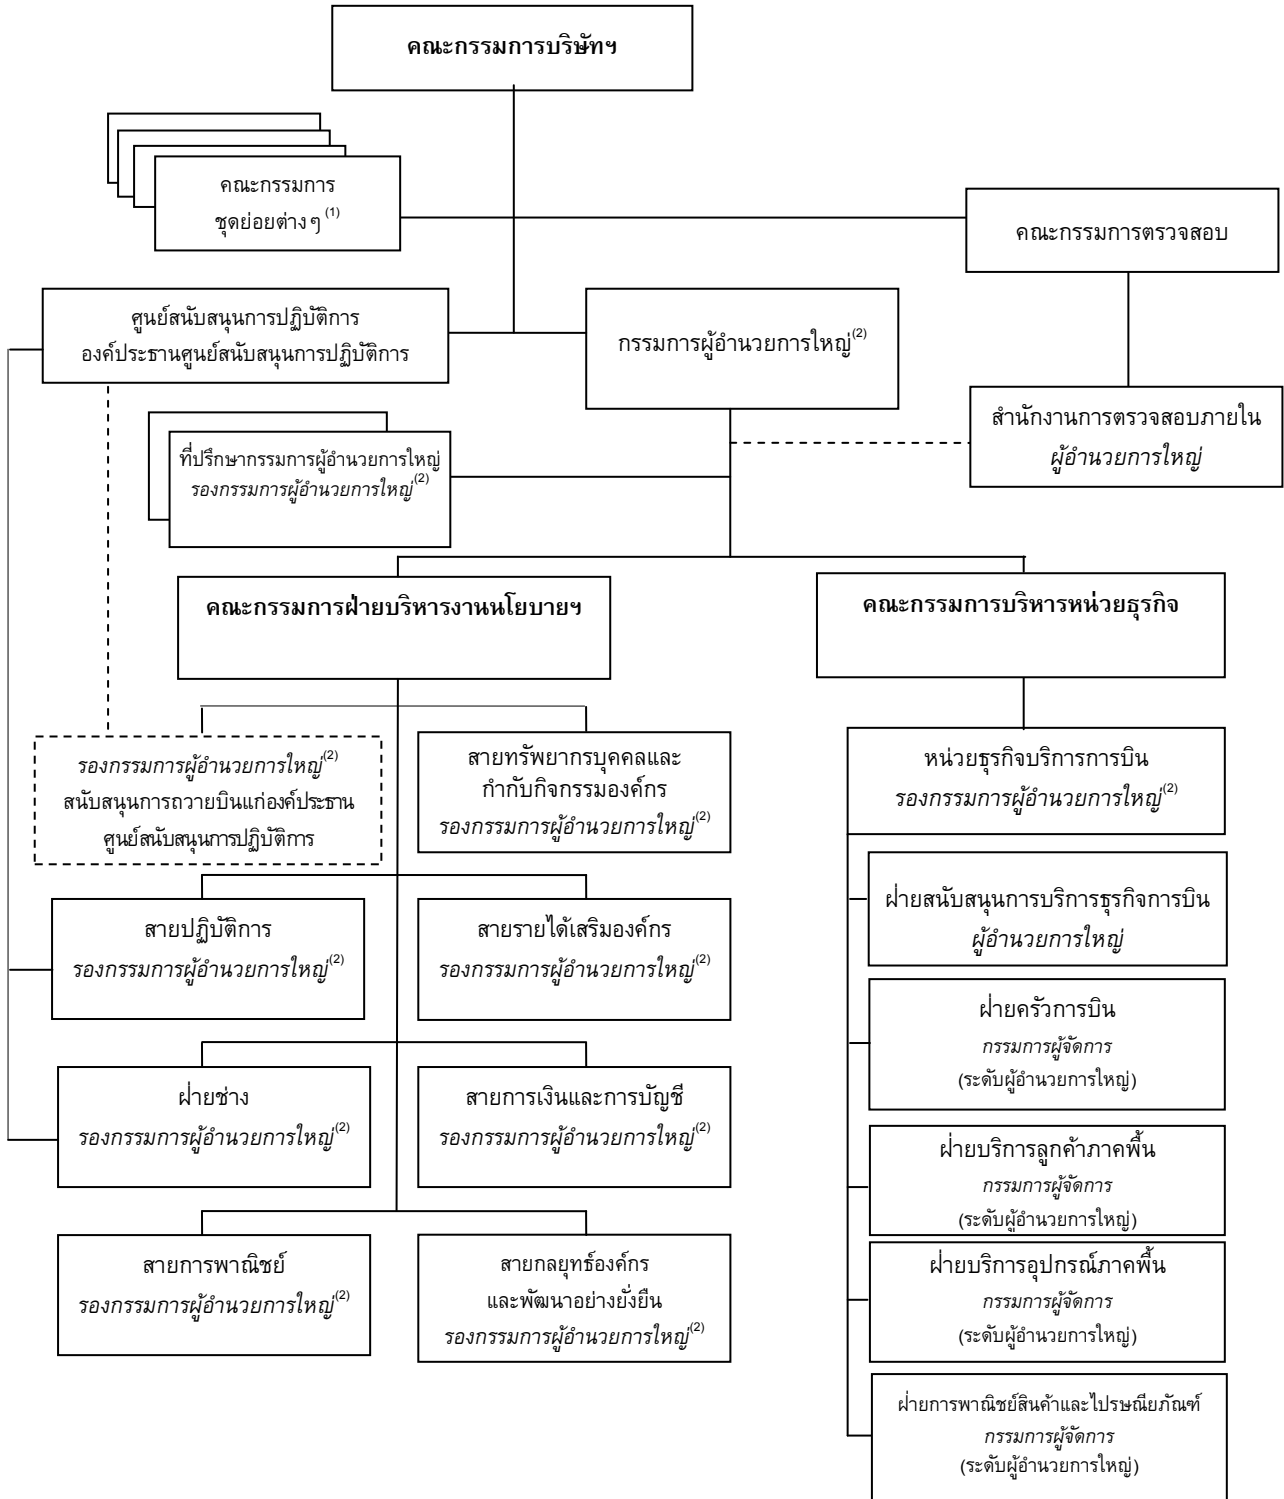 คณะกรรมการบริษัทฯ
คณะกรรมการ
ชุดย่อยต่างๆ (1)
คณะกรรมการตรวจสอบ
ศูนย์สนับสนุนการปฏิบัติการ
องค์ประธานศูนย์สนับสนุนการปฏิบัติการ
กรรมการผู้อำนวยการใหญ่(2)
สำนักงานการตรวจสอบภายใน
ผู้อำนวยการใหญ่
ที่ปรึกษากรรมการผู้อำนวยการใหญ่
รองกรรมการผู้อำนวยการใหญ่(2)
คณะกรรมการฝ่ายบริหารงานนโยบายฯ
คณะกรรมการบริหารหน่วยธุรกิจ
รองกรรมการผู้อำนวยการใหญ่(2)
สนับสนุนการถวายบินแก่องค์ประธาน
ศูนย์สนับสนุนการปฏิบัติการ
สายทรัพยากรบุคคลและ
กำกับกิจกรรมองค์กร
รองกรรมการผู้อำนวยการใหญ่(2)
หน่วยธุรกิจบริการการบิน
รองกรรมการผู้อำนวยการใหญ่(2)
สายปฏิบัติการ
รองกรรมการผู้อำนวยการใหญ่(2)
สายรายได้เสริมองค์กร
รองกรรมการผู้อำนวยการใหญ่(2)
ฝ่ายสนับสนุนการบริการธุรกิจการบิน
ผู้อำนวยการใหญ่
ฝ่ายครัวการบิน
กรรมการผู้จัดการ
(ระดับผู้อำนวยการใหญ่)
ฝ่ายช่าง
รองกรรมการผู้อำนวยการใหญ่(2)
สายการเงินและการบัญชี
รองกรรมการผู้อำนวยการใหญ่(2)
ฝ่ายบริการลูกค้าภาคพื้น
กรรมการผู้จัดการ
(ระดับผู้อำนวยการใหญ่)
สายการพาณิชย์
รองกรรมการผู้อำนวยการใหญ่(2)
สายกลยุทธ์องค์กร
และพัฒนาอย่างยั่งยืน
รองกรรมการผู้อำนวยการใหญ่(2)
ฝ่ายบริการอุปกรณ์ภาคพื้น
กรรมการผู้จัดการ
(ระดับผู้อำนวยการใหญ่)
ฝ่ายการพาณิชย์สินค้าและไปรษณียภัณฑ์
กรรมการผู้จัดการ
(ระดับผู้อำนวยการใหญ่)